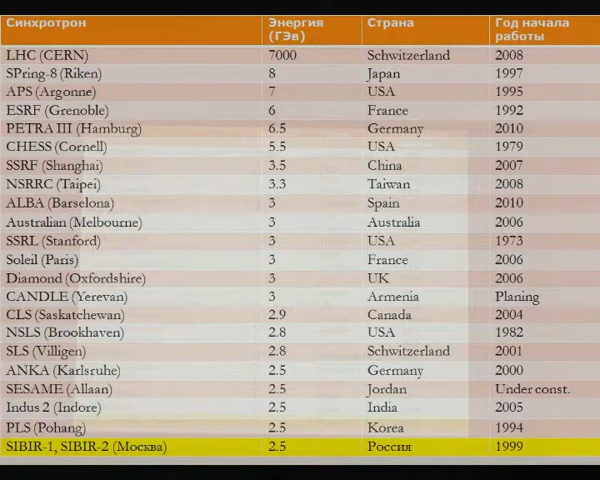 Синхротрон Энергия (ГЭв) Страна Год начала работы
LHC (CERN) 7000 Schwitzerland 2008
SPring-8 (Riken) 8 Japan 1997
APS (Argonne) 7 USA 1995
ESRF (Grenoble) 6 France 1992
PETRA III (Hamburg) 6.5 Germany 2010
CHESS (Cornell) 5.5 USA 1979
SSRF (Shanghai) 3.5 China 2007
NSRRC (Taipei) 3.3 Taiwan 2008
ALBA (Barselona) 3 Spain 2010
Australian (Melbourne) 3 Australia 2006
SSRL (Stanford) 3 USA 1973
Soleil (Paris) 3 France 2006
Diamond (Oxfordshire) 3 UK 2006
CANDLE (Yerevan) 3 Armenia Planing
CLS (Saskatchewan) 2.9 Canada 2004
NSLS (Brookhaven) 2.8 USA 1982
SLS (Villigen) 2.8 Schwitzerland 2001
ANKA (Karlsruhe) 2.5 Germany 2000
SESAME (Allaan) 2.5 Jordan Under const.
Indus 2 (Indore) 2.5 India 2005
PLS (Pohang) 2.5 Korea 1994
SIBIR-1, SIBIR-2 (Москва) 2.5 Россия 1999